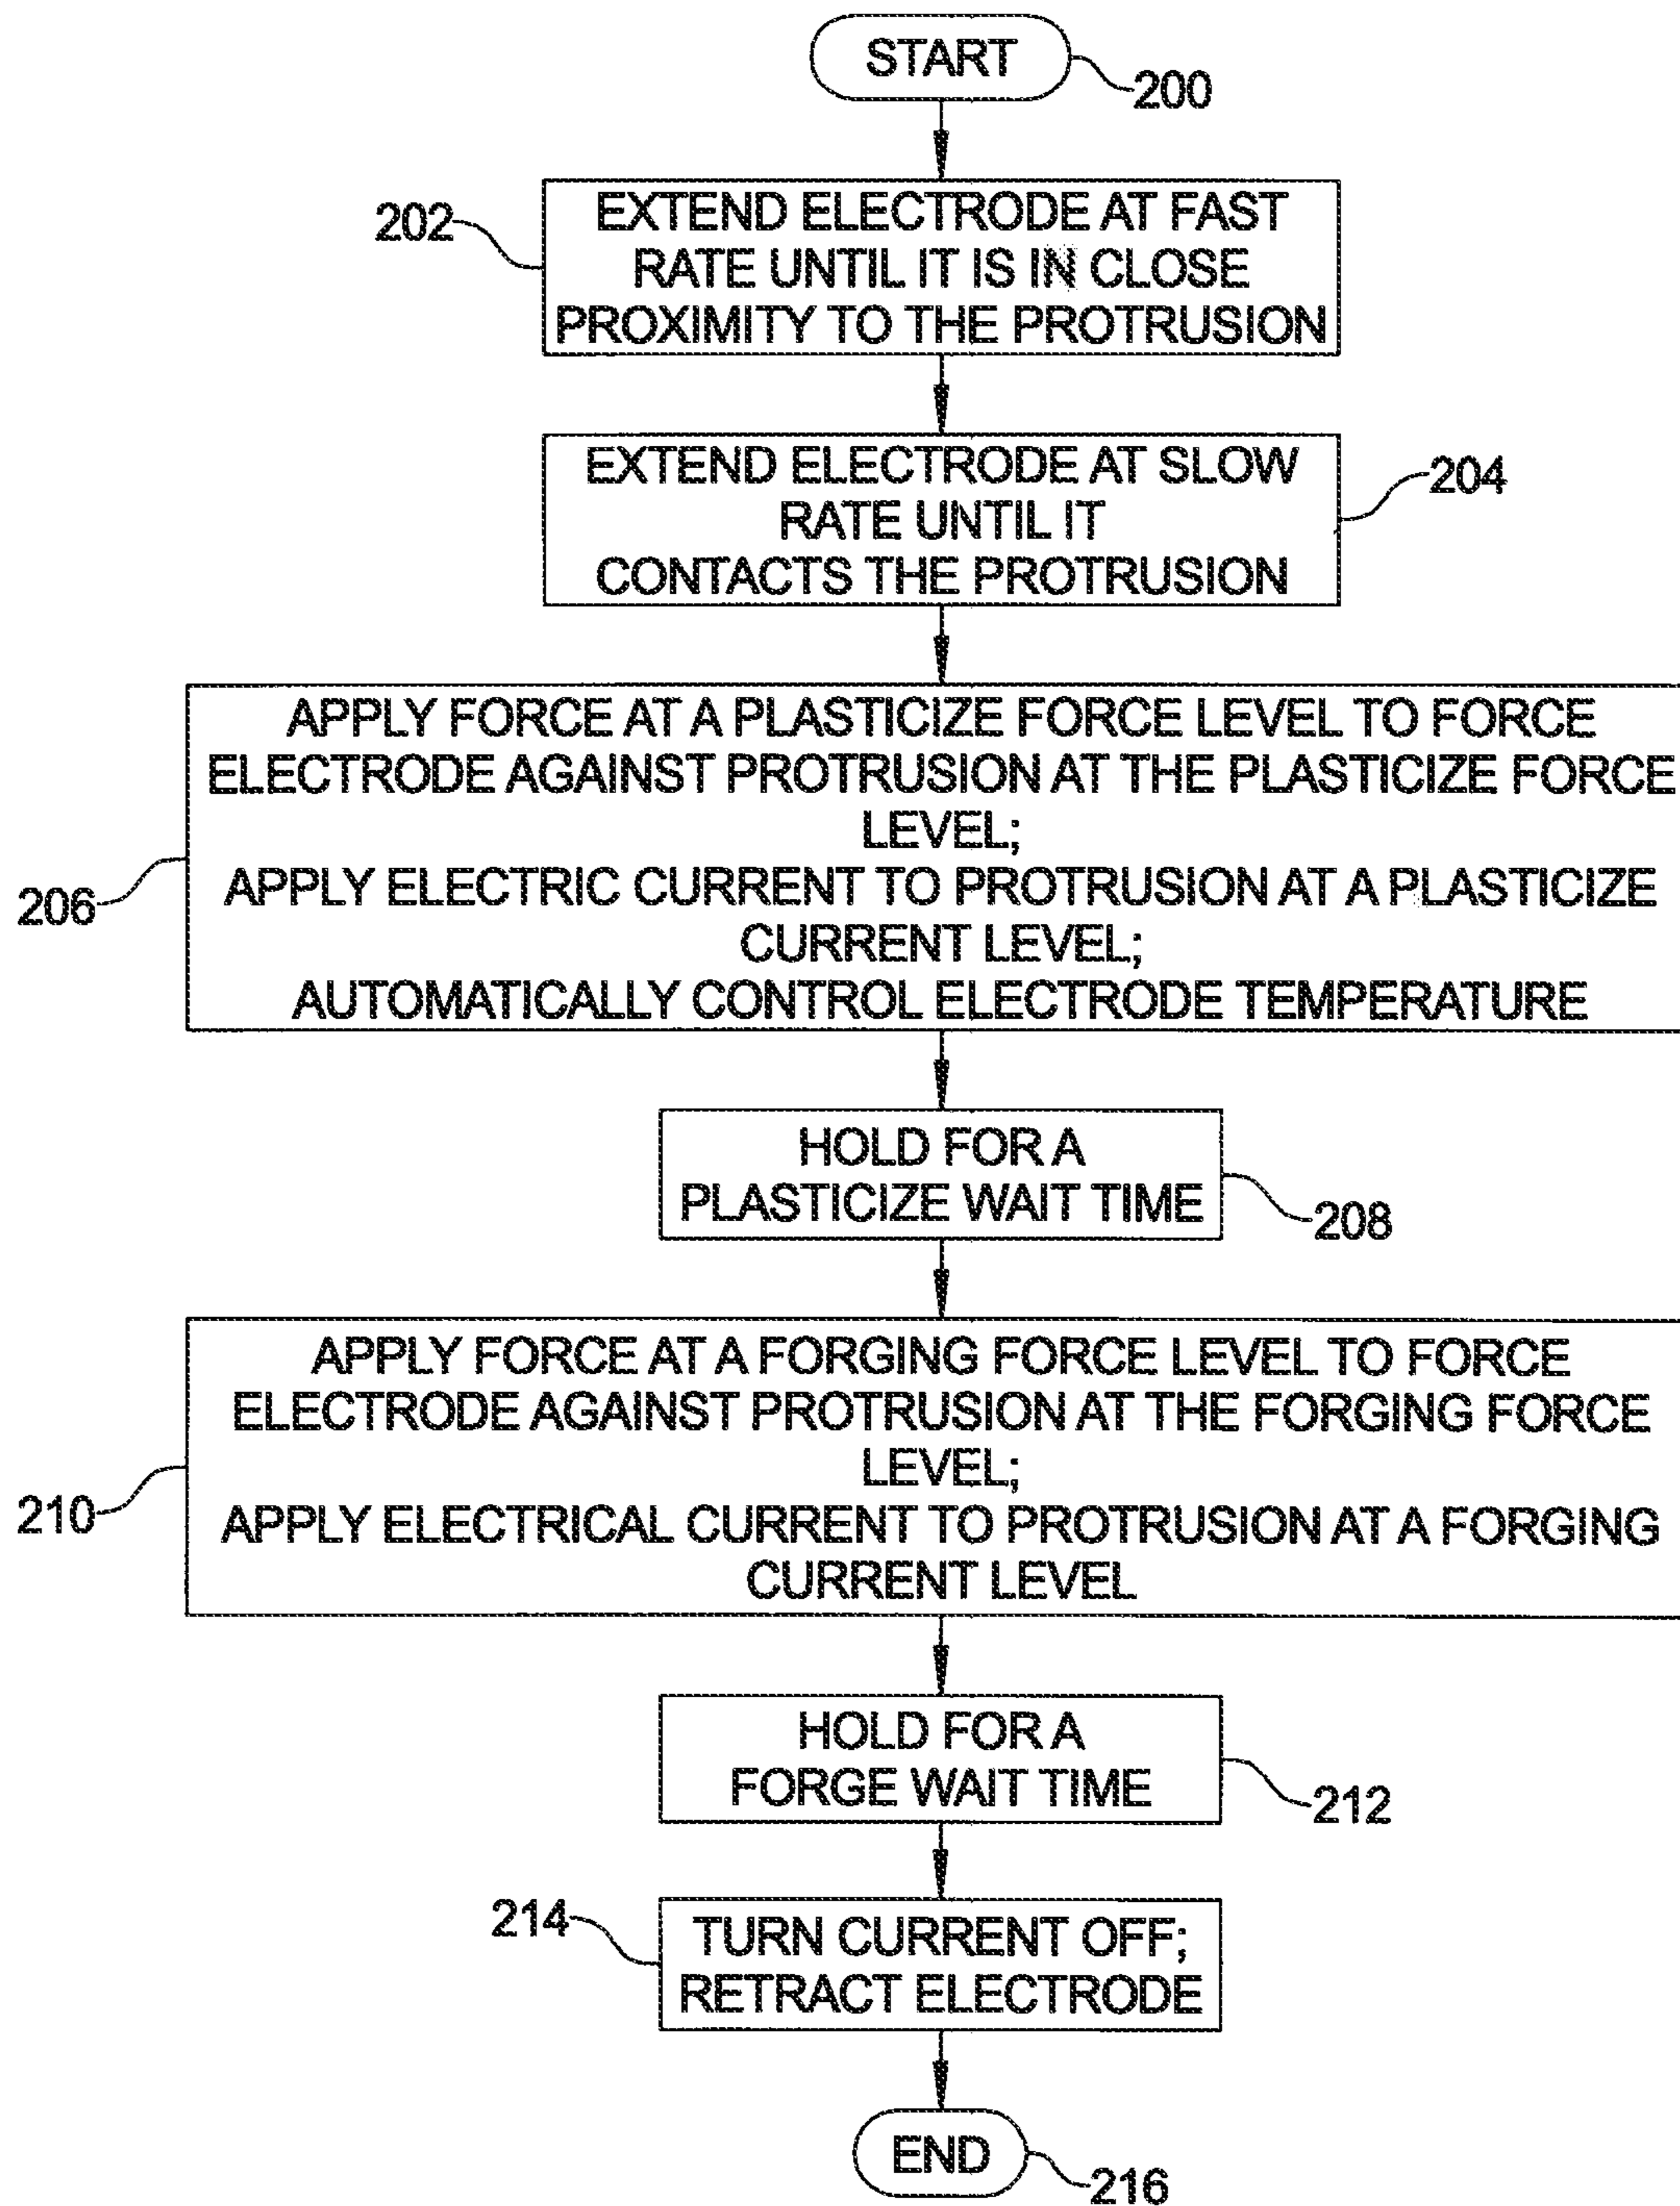 START
200
202
EXTEND ELECTRODE AT FAST
RATE UNTIL IT IS IN CLOSE
PROXIMITY TO THE PROTRUSION
EXTEND ELECTRODE AT SLOW
RATE UNTIL IT
CONTACTS THE PROTRUSION
204
APPLY FORCE AT A PLASTICIZE FORCE LEVEL TO FORCE
ELECTRODE AGAINST PROTRUSION AT THE PLASTICIZE FORCE
LEVEL;
APPLY ELECTRIC CURRENT TO PROTRUSION AT A PLASTICIZE
CURRENT LEVEL;
AUTOMATICALLY CONTROL ELECTRODE TEMPERATURE
206
HOLD FOR A
PLASTICIZE WAIT TIME
208
APPLY FORCE AT A FORGING FORCE LEVEL TO FORCE
ELECTRODE AGAINST PROTRUSION AT THE FORGING FORCE
LEVEL;
APPLY ELECTRICAL CURRENT TO PROTRUSION AT A FORGING
CURRENT LEVEL
210
HOLD FOR A
FORGE WAIT TIME
212
214
TURN CURRENT OFF;
RETRACT ELECTRODE
END
216